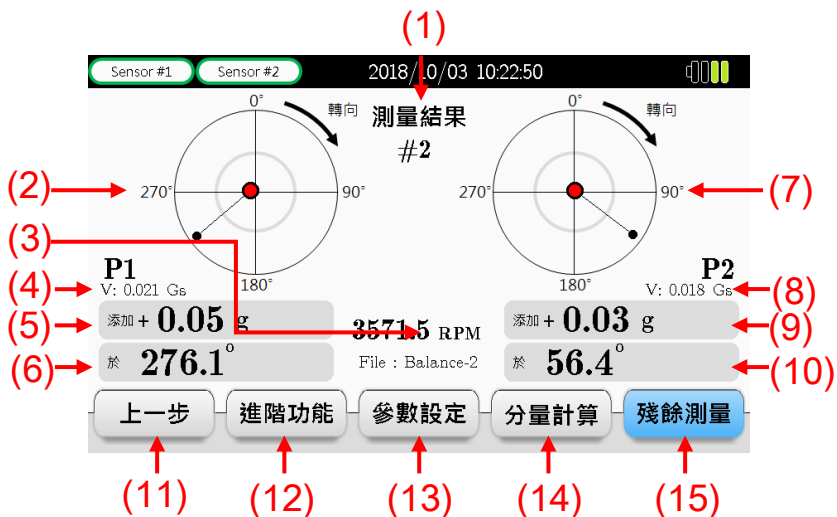 (1)
Sensor #1 Sensor #2 2018/10/03 10:22:50
0° 轉向 測量結果 0° 轉向
#2
(2) 270° 90° 270° 90° (7)
(3)
P1 180° 180° P2
(4) V: 0.021 Gs V: 0.018 Gs (8)
(5) 添加 + 0.05 g 3571.5 RPM 添加 + 0.03 g (9)
(6) 於 276.1° File : Balance-2 於 56.4° (10)
上一步 進階功能 參數設定 分量計算 殘餘測量
(11) (12) (13) (14) (15)